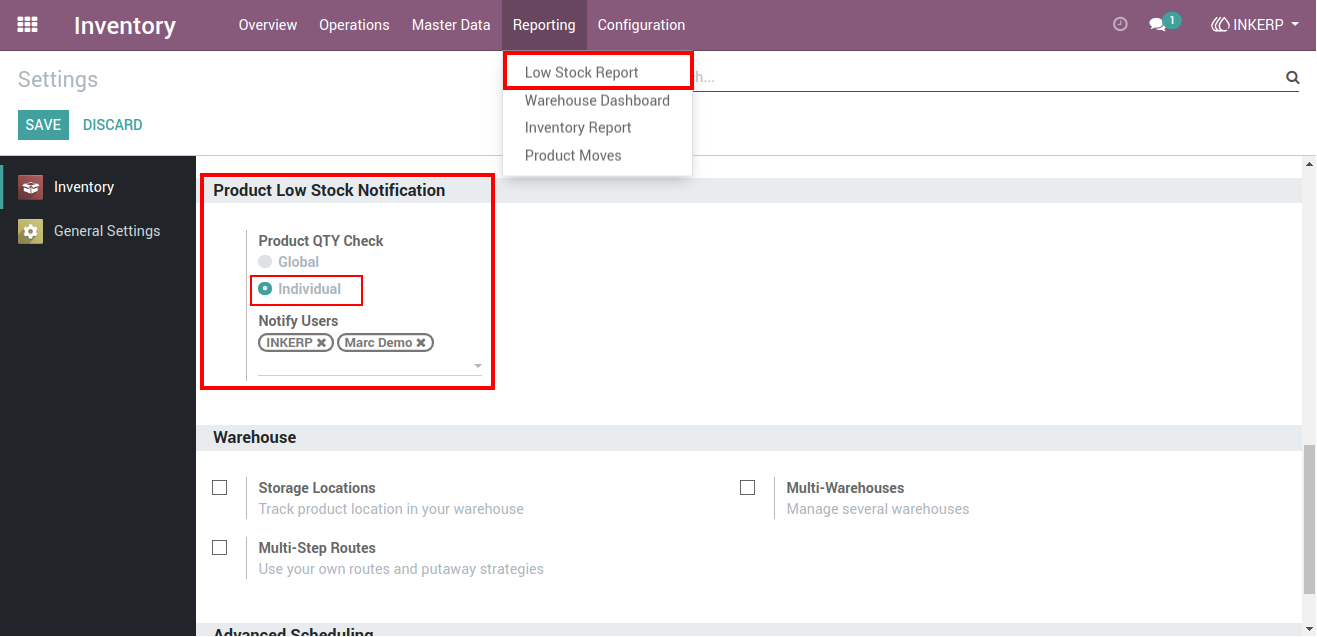 Inventory Overview Operations Master Data Reporting Configuration 1 INKERP
Settings
Low Stock Report
h...
Warehouse Dashboard
Inventory Report
Product Moves
SAVE DISCARD
Inventory
General Settings
Product Low Stock Notification
Product QTY Check
Global
Individual
Notify Users
INKERP Marc Demo
Warehouse
Storage Locations
Track product location in your warehouse
Multi-Warehouses
Manage several warehouses
Multi-Step Routes
Use your own routes and putaway strategies
Advanced Scheduling